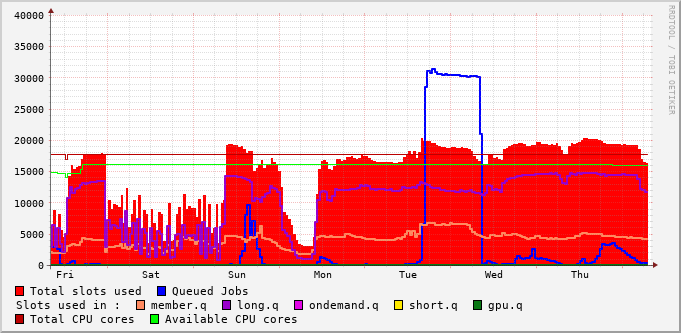 RRDTOOL / TOBI OETIKER
40000
35000
30000
25000
20000
15000
10000
5000
0
Fri Sat Sun Mon Tue Wed Thu
Total slots used Queued Jobs
Slots used in : member.q long.q ondemand.q short.q gpu.q
Total CPU cores Available CPU cores